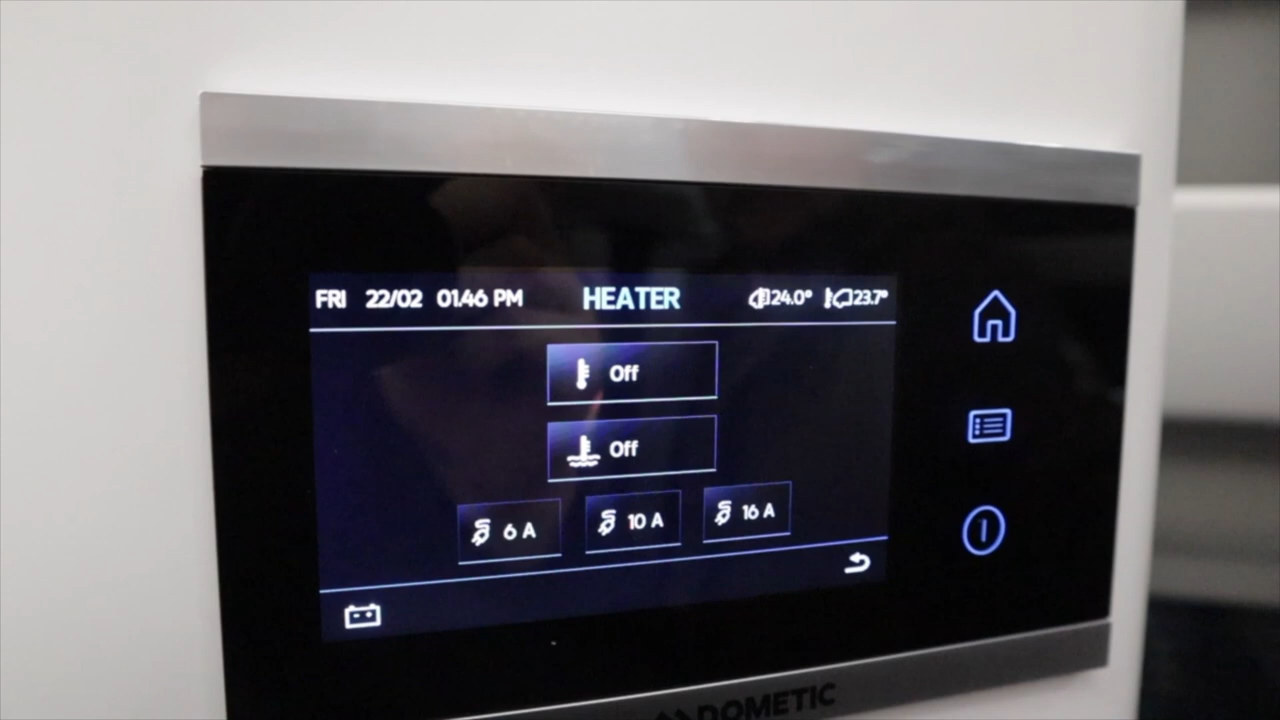 FRI 22/02 01.46 PM HEATER 24.0° 23.7°
Off
Off
6 A 10 A 16 A
DOMETIC